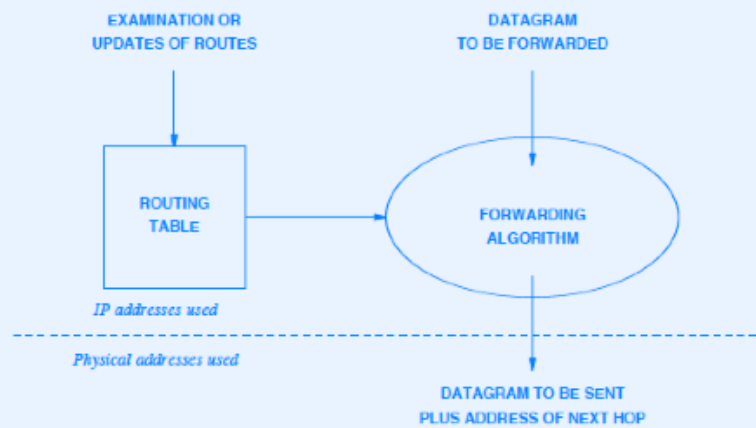 EXAMINATION OR
UPDATES OF ROUTES
DATAGRAM
TO BE FORWARDED
ROUTING
TABLE
FORWARDING
ALGORITHM
IP addresses used
Physical addresses used
DATAGRAM TO BE SENT
PLUS ADDRESS OF NEXT HOP